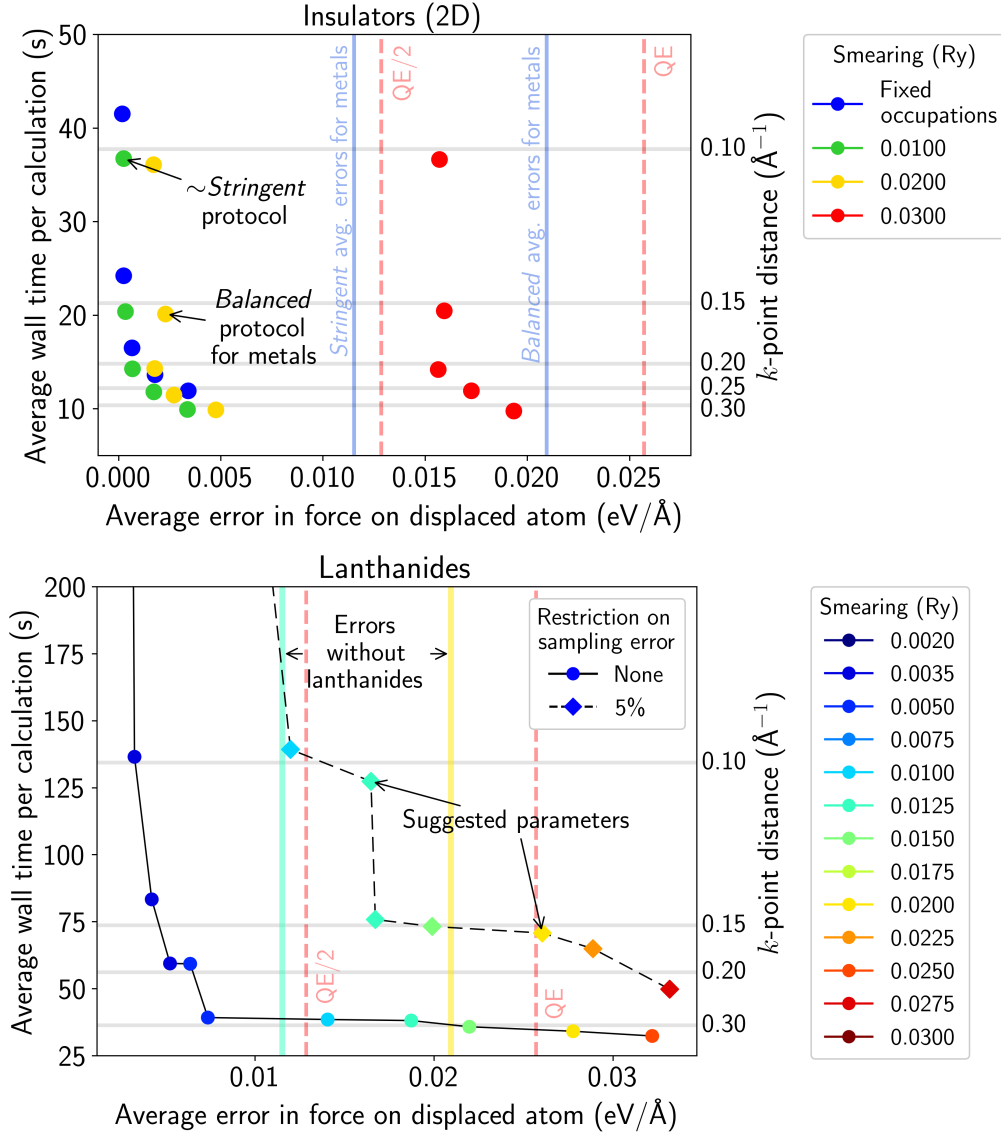 Insulators (2D)
Average wall time per calculation (s)
50
40
30
20
10
0.000
0.005
0.010
0.015
0.020
0.025
Average error in force on displaced atom (eV/Å)
Stringent avg. errors for metals
QE/2
Balanced avg. errors for metals
QE
∼Stringent
protocol
Balanced
protocol
for metals
0.10
0.15
0.20
0.25
0.30
k-point distance (Å⁻¹)
Smearing (Ry)
Fixed
occupations
0.0100
0.0200
0.0300
Lanthanides
Average wall time per calculation (s)
200
175
150
125
100
75
50
25
0.01
0.02
0.03
Average error in force on displaced atom (eV/Å)
Errors
without
lanthanides
Restriction on
sampling error
None
5%
Suggested parameters
QE/2
QE
0.10
0.15
0.20
0.30
k-point distance (Å⁻¹)
Smearing (Ry)
0.0020
0.0035
0.0050
0.0075
0.0100
0.0125
0.0150
0.0175
0.0200
0.0225
0.0250
0.0275
0.0300